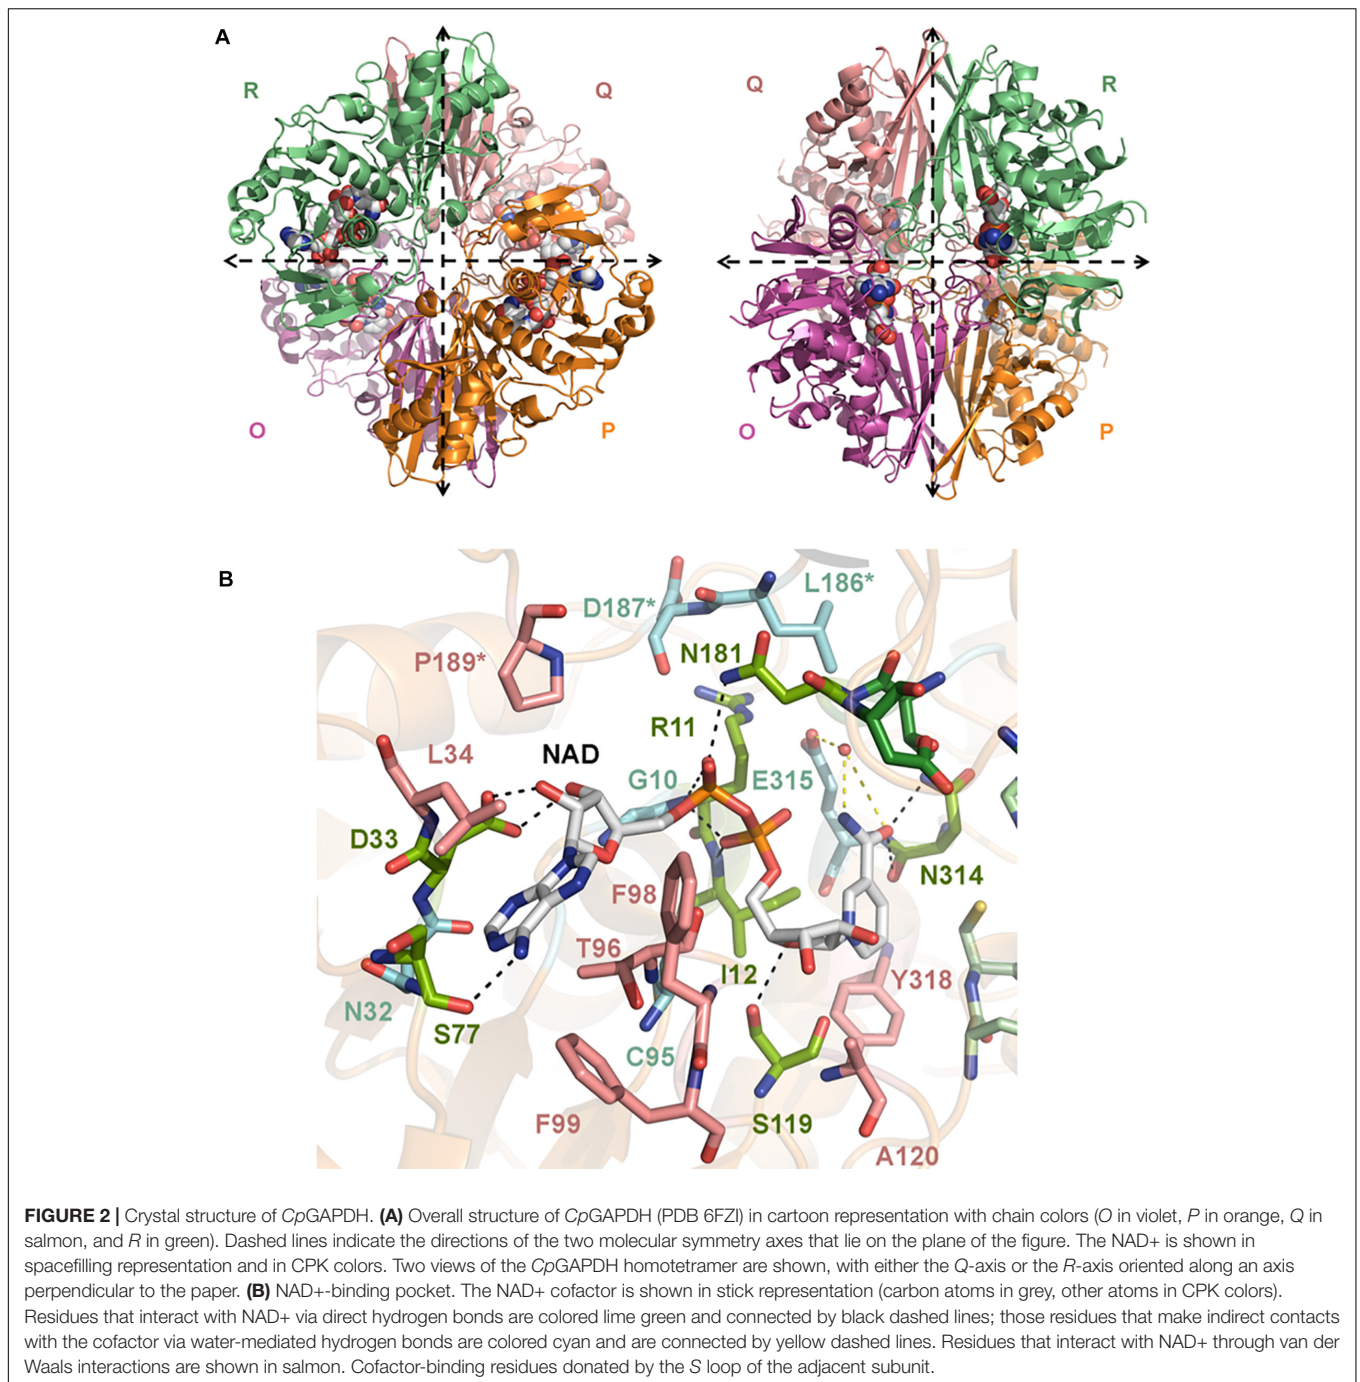 A
R
Q
Q
R
O
P
O
P
B
D187*
L186*
P189*
N181
R11
L34
NAD
G10
E315
D33
F98
N314
T96
I12
Y318
N32
S77
C95
F99
S119
A120
FIGURE 2 | Crystal structure of CpGAPDH. (A) Overall structure of CpGAPDH (PDB 6FZI) in cartoon representation with chain colors (O in violet, P in orange, Q in
salmon, and R in green). Dashed lines indicate the directions of the two molecular symmetry axes that lie on the plane of the figure. The NAD+ is shown in
spacefilling representation and in CPK colors. Two views of the CpGAPDH homotetramer are shown, with either the Q-axis or the R-axis oriented along an axis
perpendicular to the paper. (B) NAD+-binding pocket. The NAD+ cofactor is shown in stick representation (carbon atoms in grey, other atoms in CPK colors).
Residues that interact with NAD+ via direct hydrogen bonds are colored lime green and connected by black dashed lines; those residues that make indirect contacts
with the cofactor via water-mediated hydrogen bonds are colored cyan and are connected by yellow dashed lines. Residues that interact with NAD+ through van der
Waals interactions are shown in salmon. Cofactor-binding residues donated by the S loop of the adjacent subunit.